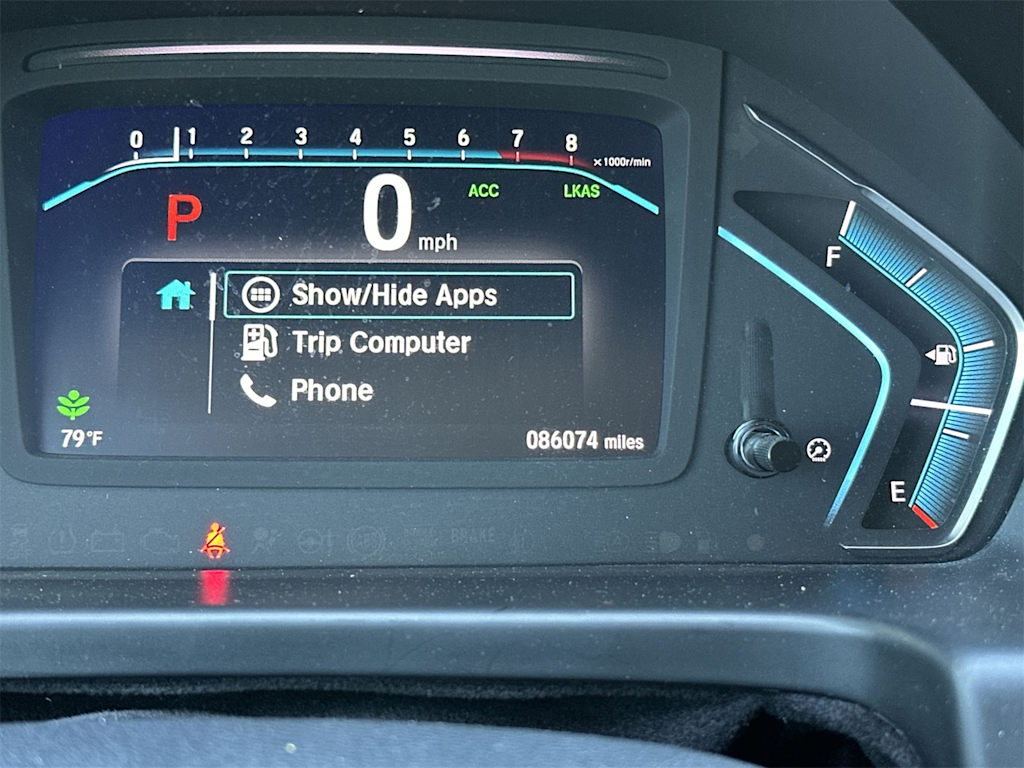 0 1 2 3 4 5 6 7 8 x1000r/min
P 0 mph ACC LKAS
F
Show/Hide Apps
Trip Computer
Phone
79°F
086074 miles
E
BRAKE